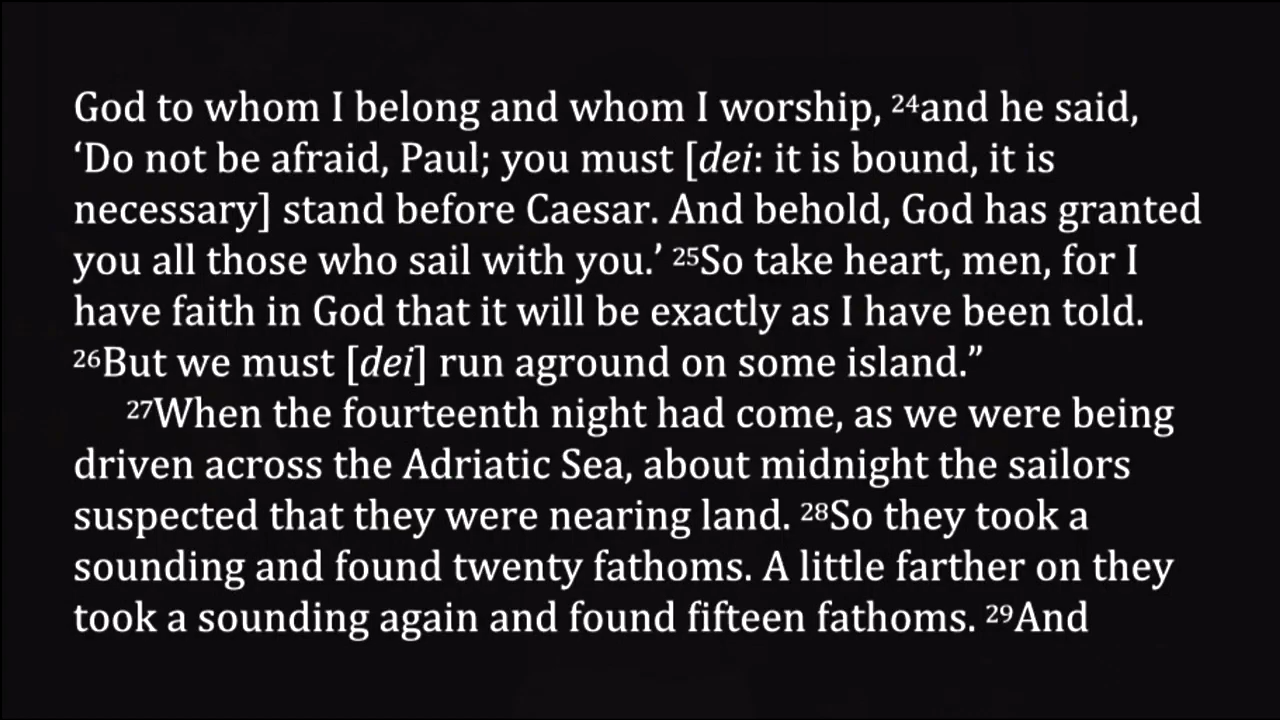 God to whom I belong and whom I worship, ²⁴and he said,
‘Do not be afraid, Paul; you must [dei: it is bound, it is
necessary] stand before Caesar. And behold, God has granted
you all those who sail with you.’ ²⁵So take heart, men, for I
have faith in God that it will be exactly as I have been told.
²⁶But we must [dei] run aground on some island.”
²⁷When the fourteenth night had come, as we were being
driven across the Adriatic Sea, about midnight the sailors
suspected that they were nearing land. ²⁸So they took a
sounding and found twenty fathoms. A little farther on they
took a sounding again and found fifteen fathoms. ²⁹And